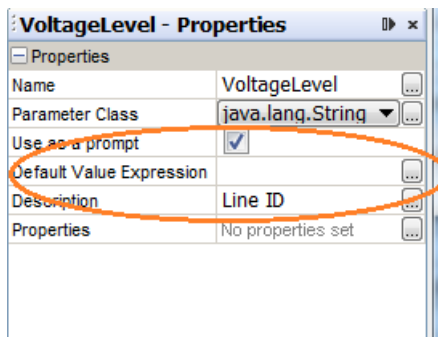 VoltageLevel - Properties
Properties
Name VoltageLevel ...
Parameter Class java.lang.String ...
Use as a prompt
Default Value Expression ...
Description Line ID ...
Properties No properties set ...